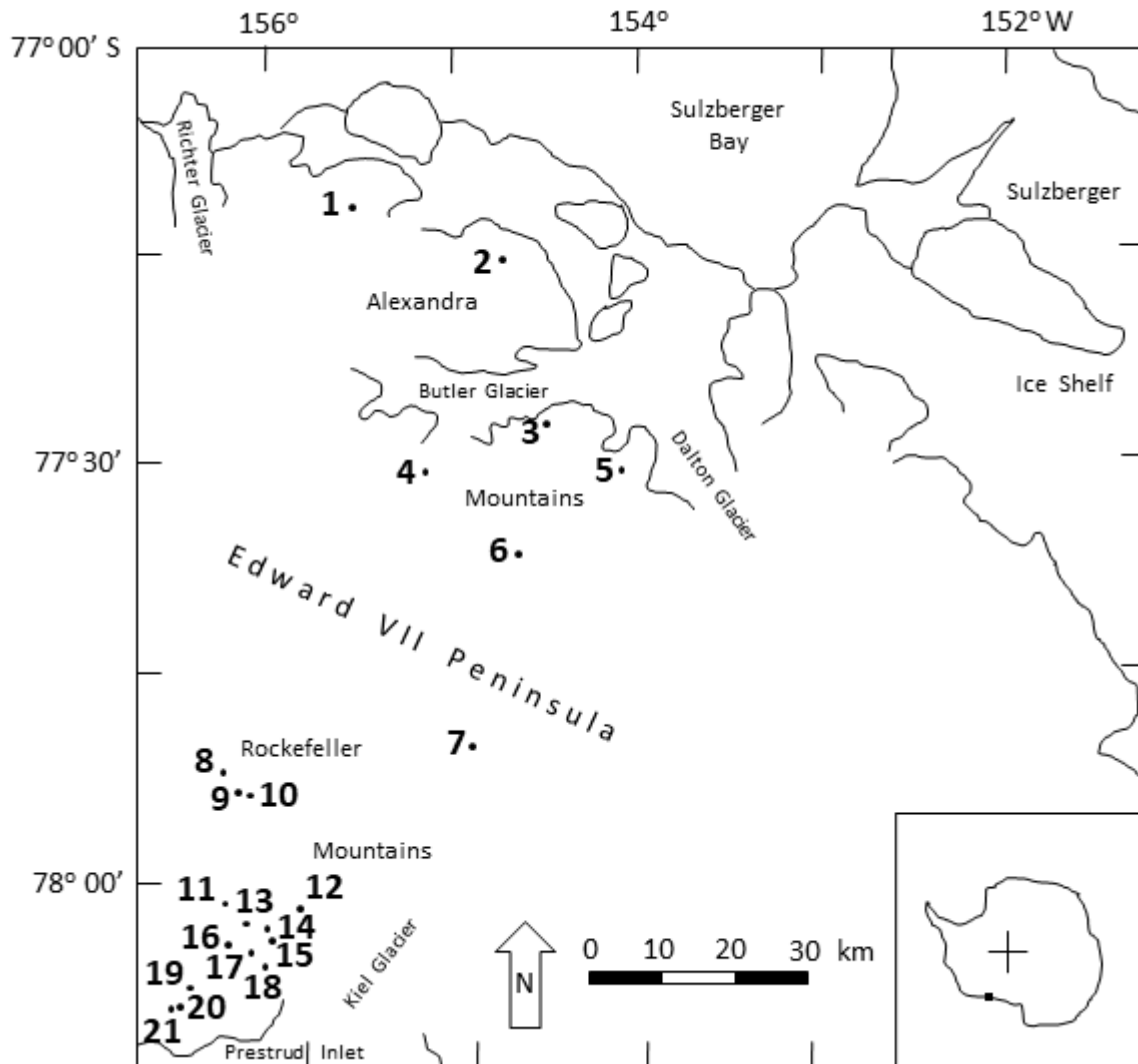 156° 154° 152° W
77° 00' S
Sulzberger
Bay
Richter Glacier
Sulzberger
1
2
Alexandra
Ice Shelf
Butler Glacier
3
Dalton Glacier
77° 30'
4
5
Mountains
6
Edward VII Peninsula
7
Rockefeller
8
9 10
Mountains
78° 00'
11 13 12
14
16
17 15
19 18
20
21
Kiel Glacier
N
0 10 20 30 km
Prestrud Inlet